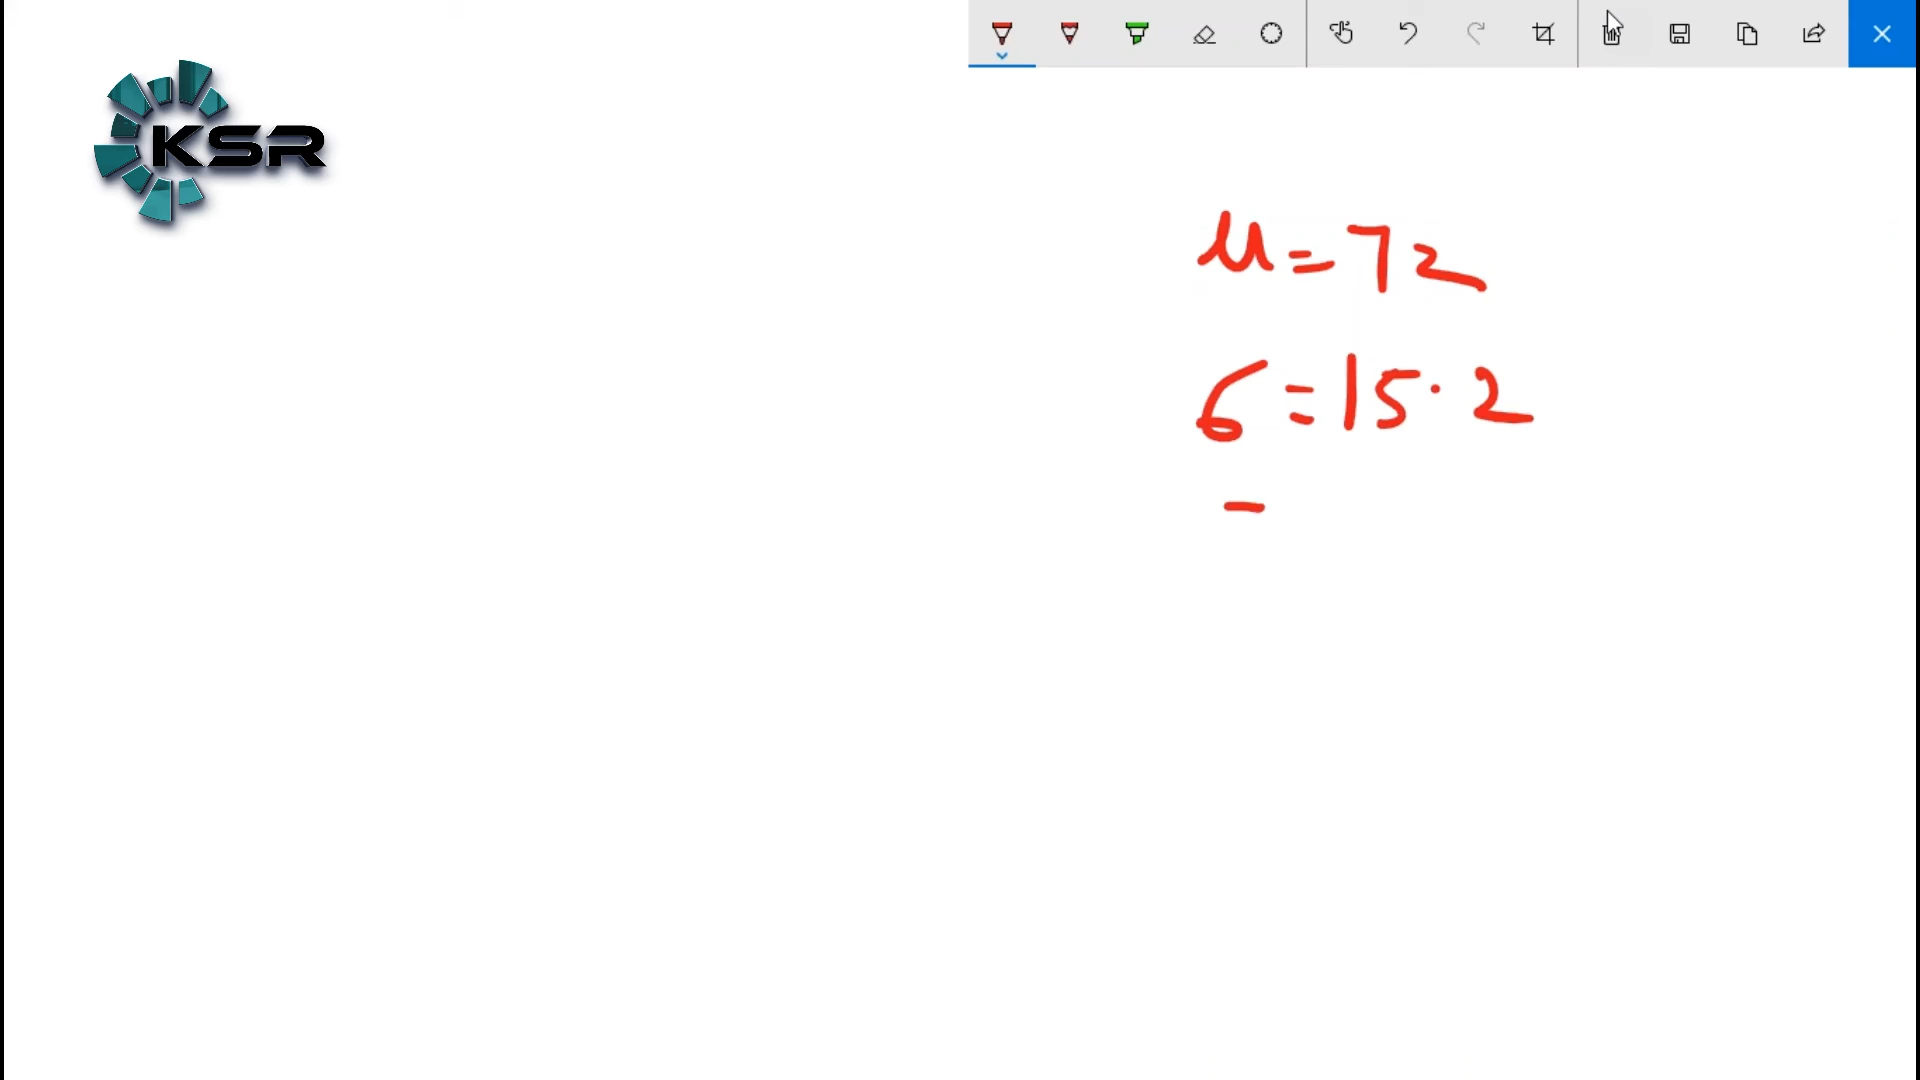 KSR
μ = 72
σ = 15.2
-